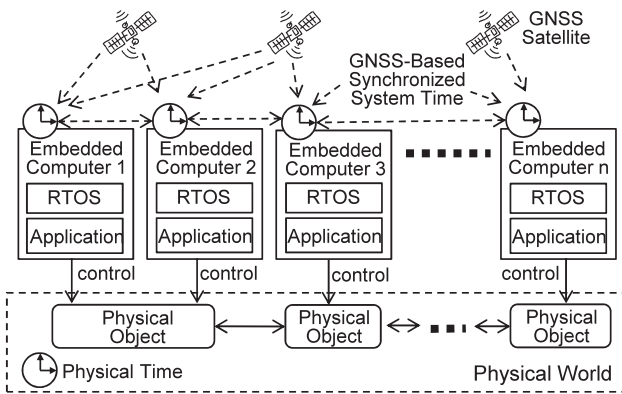 GNSS
Satellite
GNSS-Based
Synchronized
System Time
Embedded
Computer 1
RTOS
Application
Embedded
Computer 2
RTOS
Application
Embedded
Computer 3
RTOS
Application
Embedded
Computer n
RTOS
Application
control
control
control
Physical
Object
Physical
Object
Physical
Object
Physical Time
Physical World